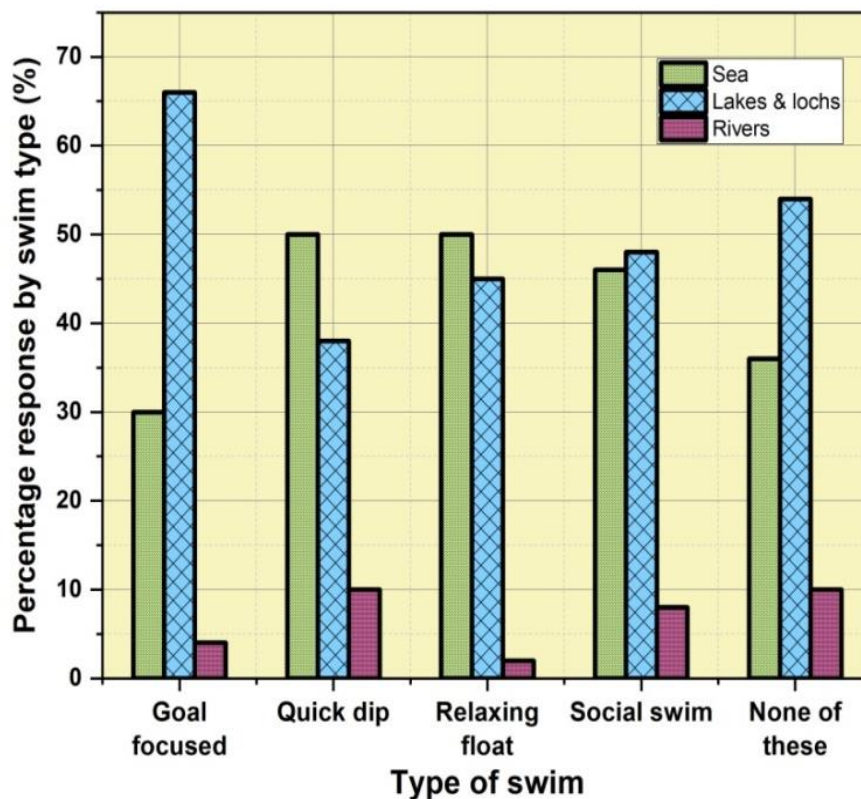 Percentage response by swim type (%)
70
60
50
40
30
20
10
0
Sea
Lakes & lochs
Rivers
Goal focused
Quick dip
Relaxing float
Social swim
None of these
Type of swim